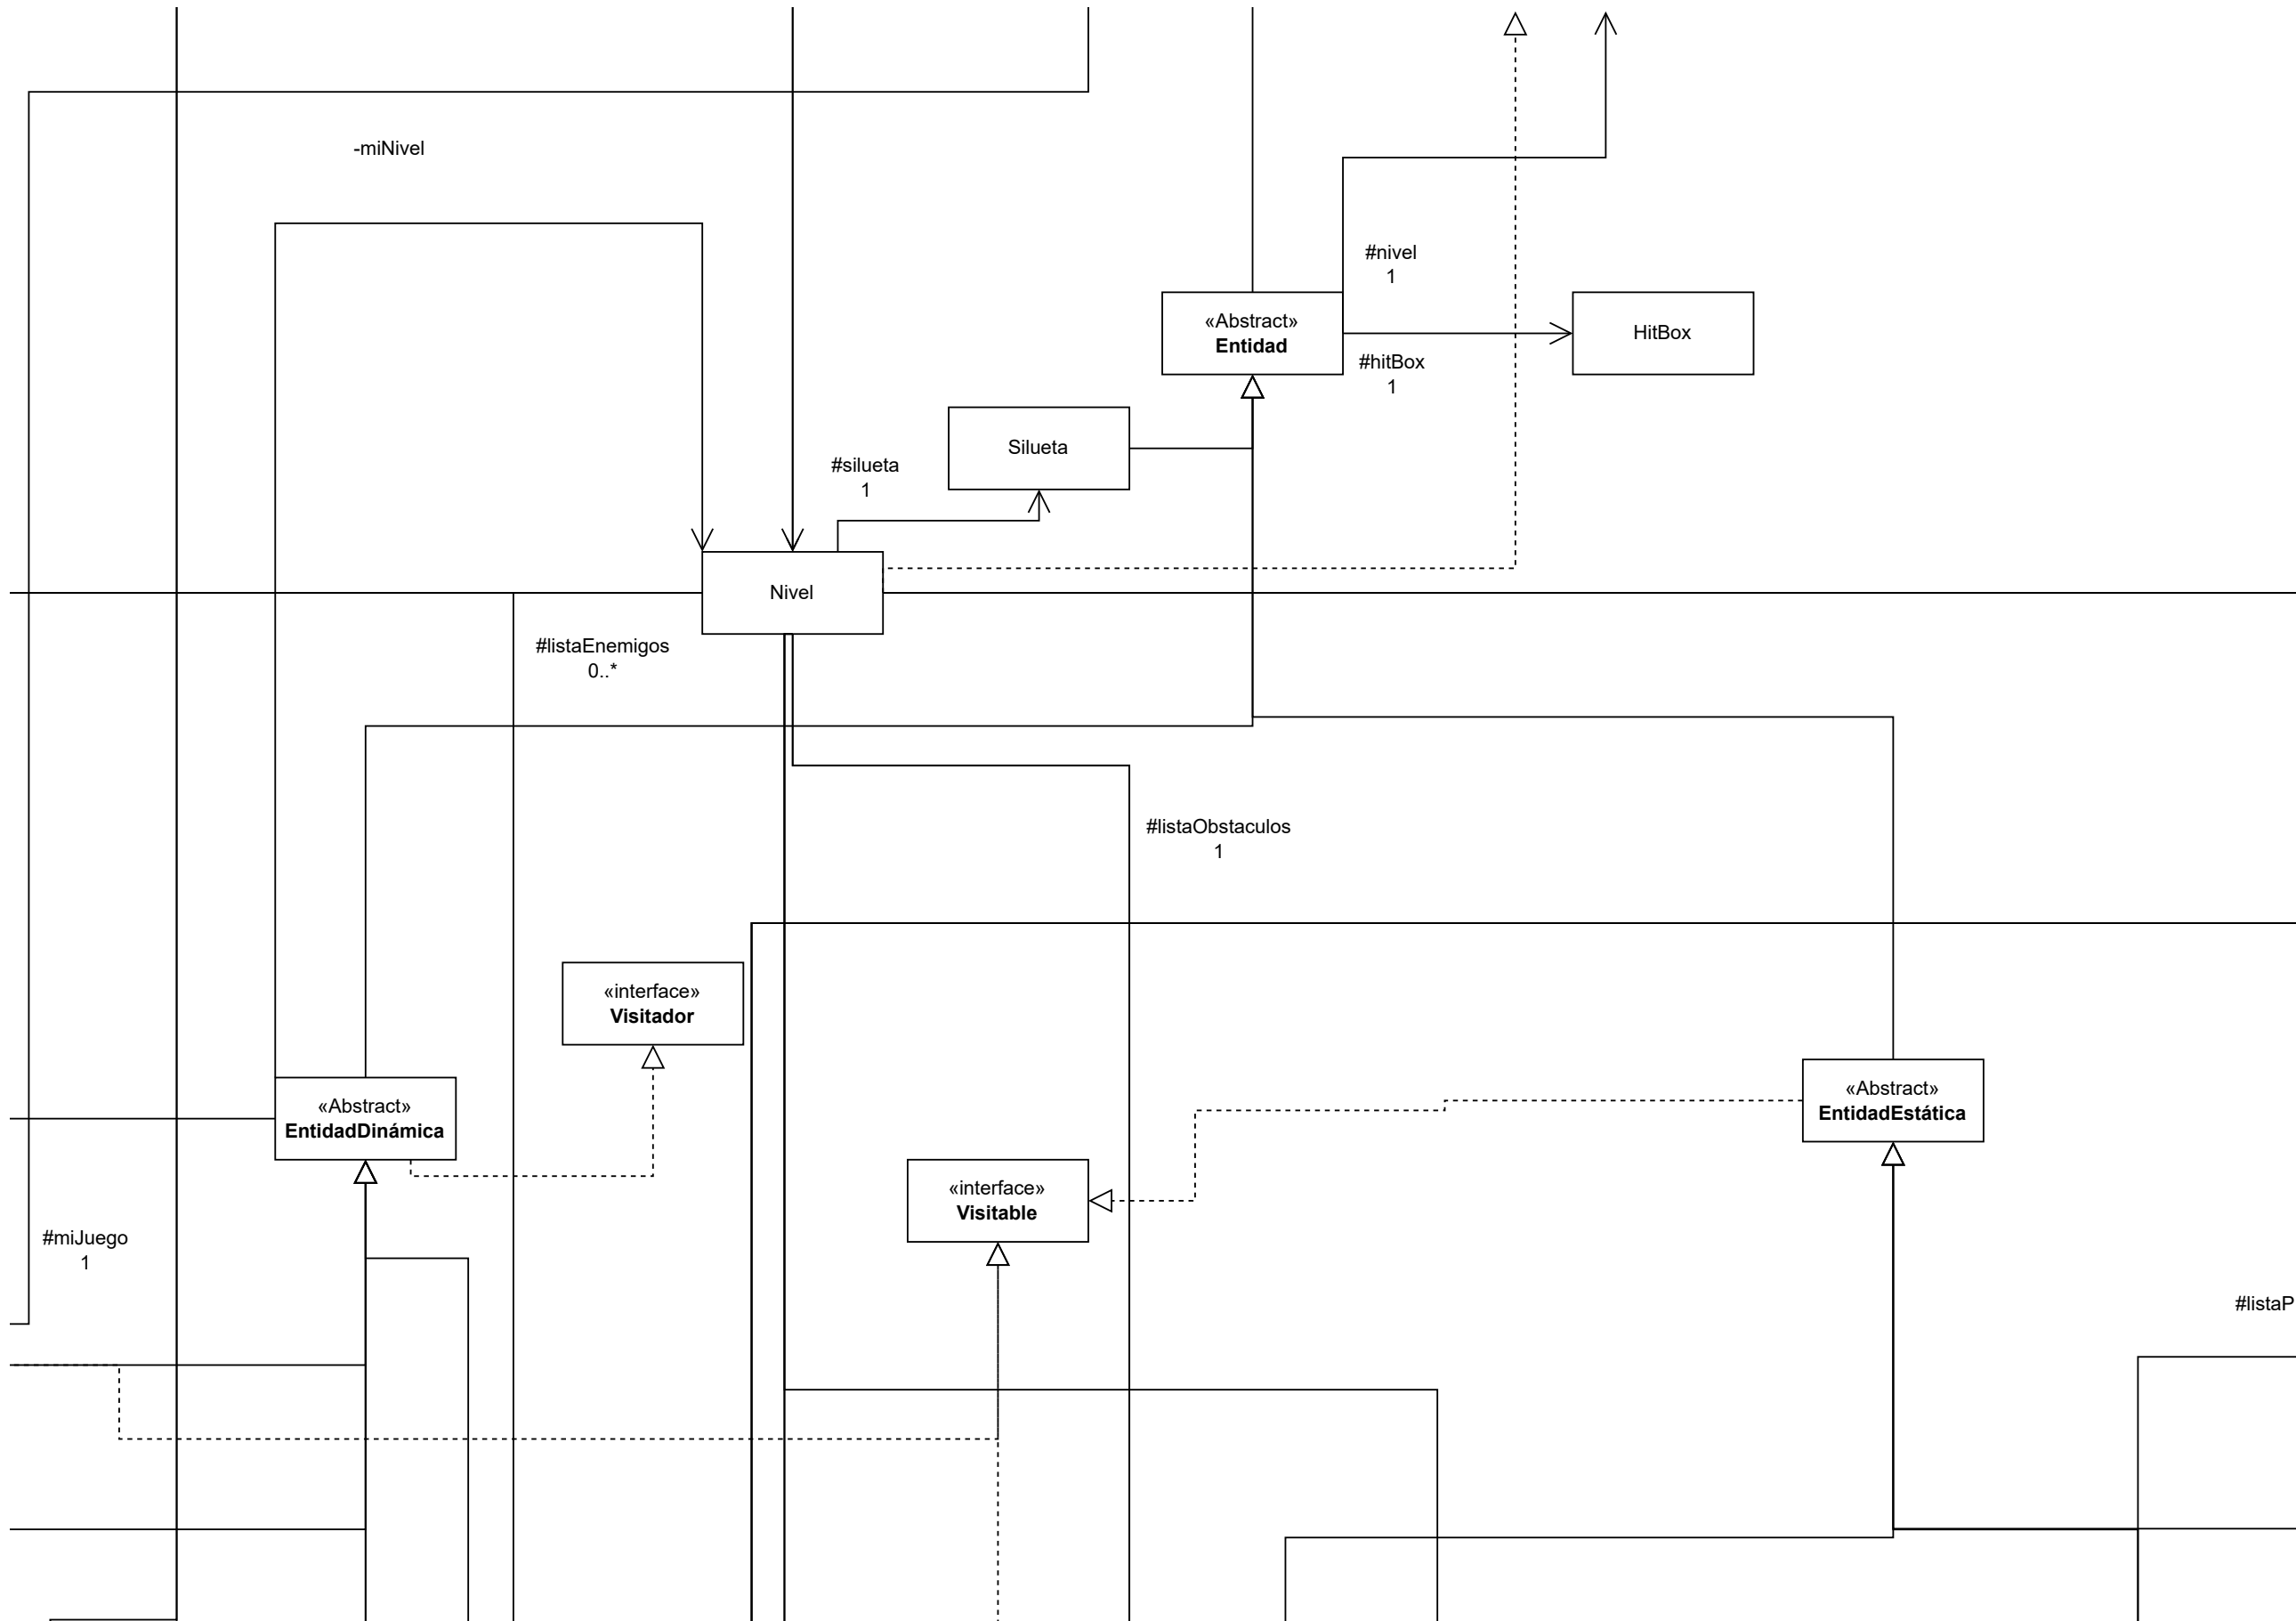 -miNivel
#nivel
1
«Abstract»
Entidad
HitBox
#hitBox
1
Silueta
#silueta
1
Nivel
#listaEnemigos
0..*
#listaObstaculos
1
«interface»
Visitador
«Abstract»
EntidadDinámica
«Abstract»
EntidadEstática
«interface»
Visitable
#miJuego
1
#listaP